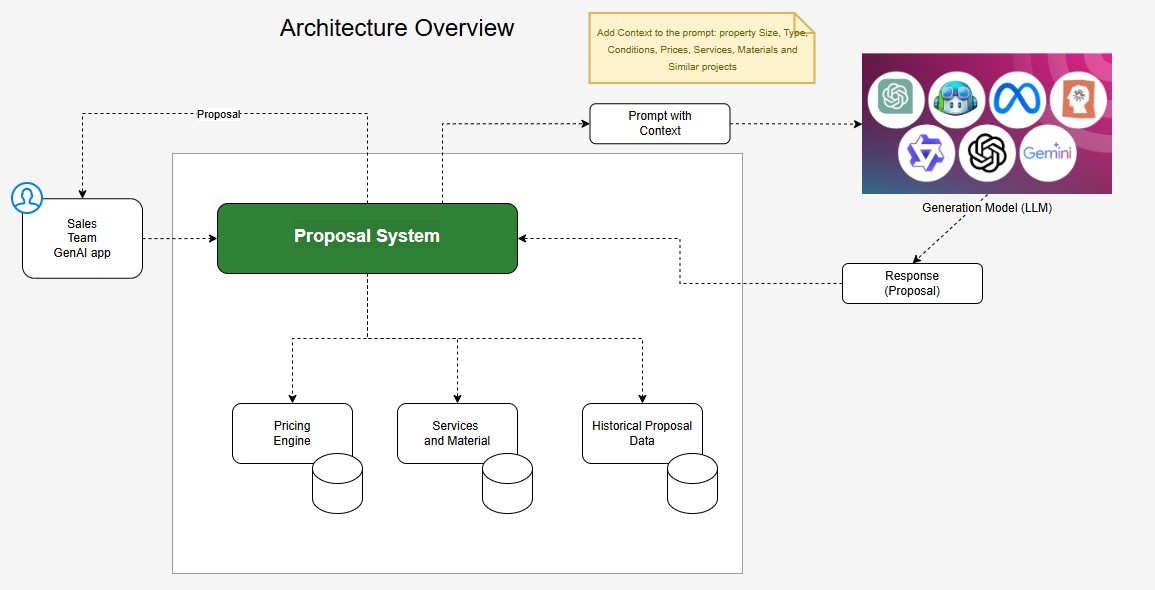 Architecture Overview
Add Context to the prompt: property Size, Type,
Conditions, Prices, Services, Materials and
Similar projects
Proposal
Prompt with
Context
Gemini
Generation Model (LLM)
Sales
Team
GenAI app
Proposal System
Response
(Proposal)
Pricing
Engine
Services
and Material
Historical Proposal
Data